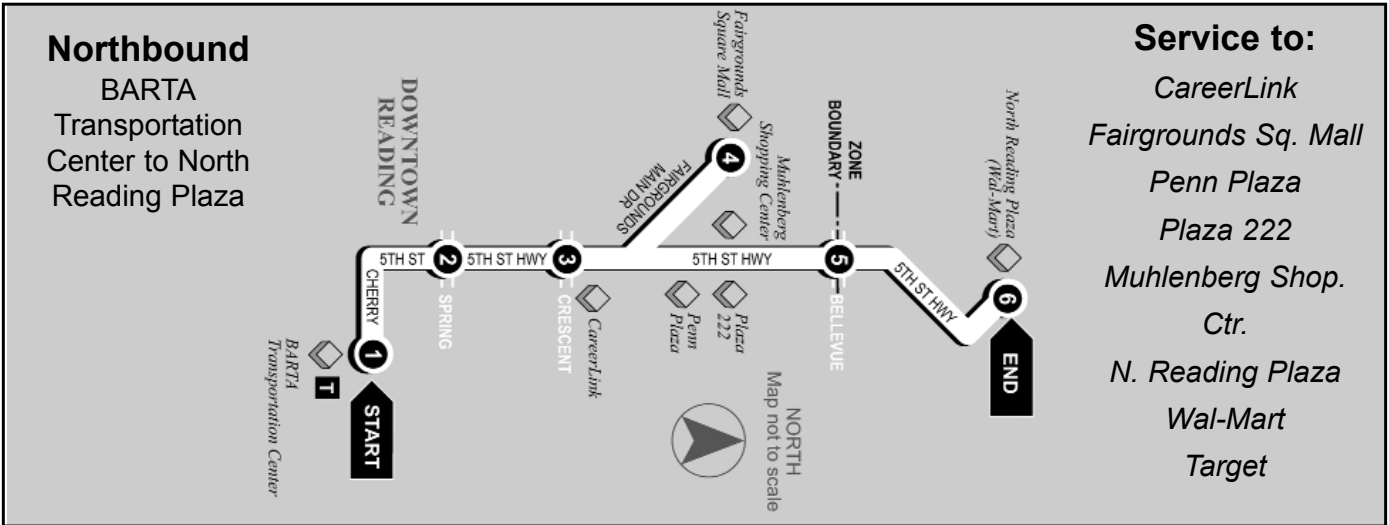 Northbound
BARTA
Transportation
Center to North
Reading Plaza
DOWNTOWN
READING
Fairgrounds
Square Mall
4
FAIRGROUNDS
MAIN DR
Muhlenberg
Shopping Center
ZONE
BOUNDARY
North Reading Plaza
(Wal-Mart)
5TH ST
2
5TH ST HWY
3
5TH ST HWY
5
5TH ST HWY
6
CHERRY
SPRING
CRESCENT
CareerLink
Penn
Plaza
Plaza
222
BELLEVUE
END
1
BARTA
Transportation Center
T
START
NORTH
Map not to scale
Service to:
CareerLink
Fairgrounds Sq. Mall
Penn Plaza
Plaza 222
Muhlenberg Shop.
Ctr.
N. Reading Plaza
Wal-Mart
Target